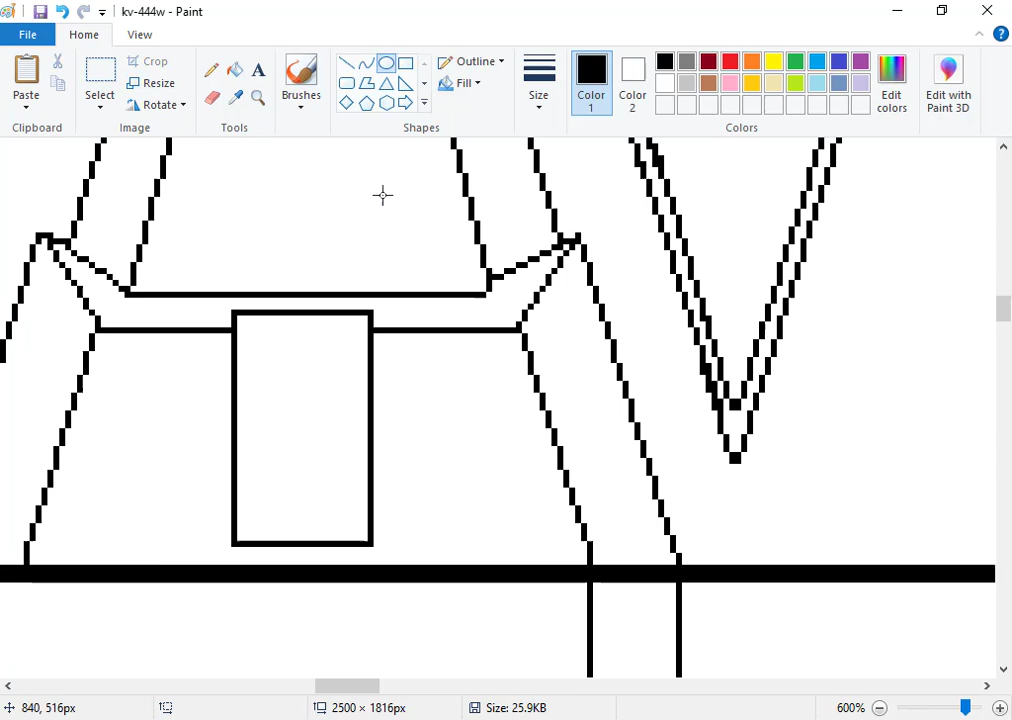 kv-444w - Paint
File
Home
View
Paste
Clipboard
Select
Crop
Resize
Rotate
Image
A
Tools
Brushes
Outline
Fill
Shapes
Size
Color 1
Color 2
Edit colors
Edit with Paint 3D
Colors
840, 516px
2500 × 1816px
Size: 25.9KB
600%